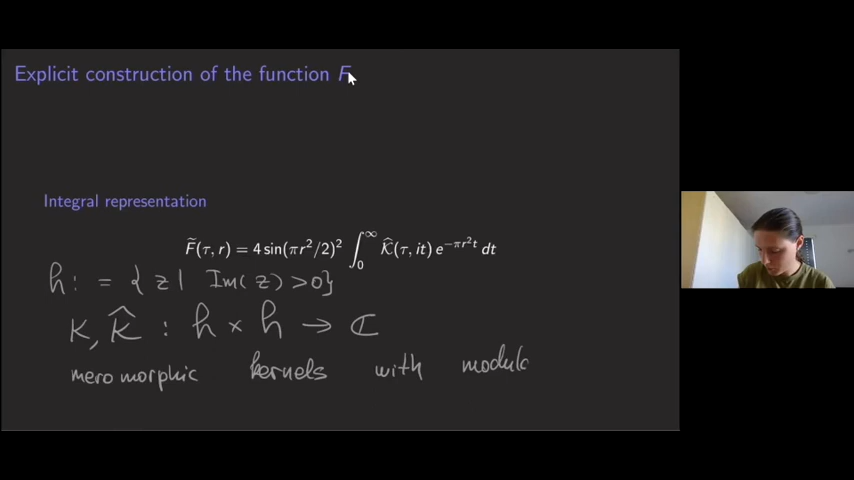 Explicit construction of the function F
Integral representation
F̃(τ, r) = 4 sin(πr²/2)² ∫₀^∞ K̂(τ, it) e^(−πr²t) dt
h := { z | Im(z) > 0}
K, K̂ : h × h → ℂ
meromorphic kernels with modula